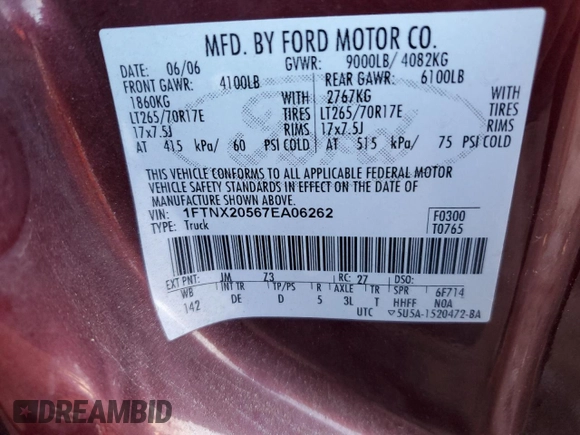 MFD. BY FORD MOTOR CO.
DATE: 06/06 GVWR: 9000LB/ 4082KG
FRONT GAWR: 4100LB REAR GAWR: 6100LB
1860KG WITH 2767KG WITH
LT265/70R17E TIRES LT265/70R17E TIRES
17x7.5J RIMS 17x7.5J RIMS
AT 415 kPa/ 60 PSI COLD AT 515 kPa/ 75 PSI COLD
THIS VEHICLE CONFORMS TO ALL APPLICABLE FEDERAL MOTOR
VEHICLE SAFETY STANDARDS IN EFFECT ON THE DATE OF
MANUFACTURE SHOWN ABOVE.
VIN: 1FTNX20567EA06262 F0300
TYPE: Truck T0765
EXT PNT: JM 73 RC: 27 DSO:
WB INT TR TP/PS R AXLE TR SPR 6F714
142 DE D 5 3L T HHFF N0A
UTC ▽5U5A-1520472-BA
DREAMBID